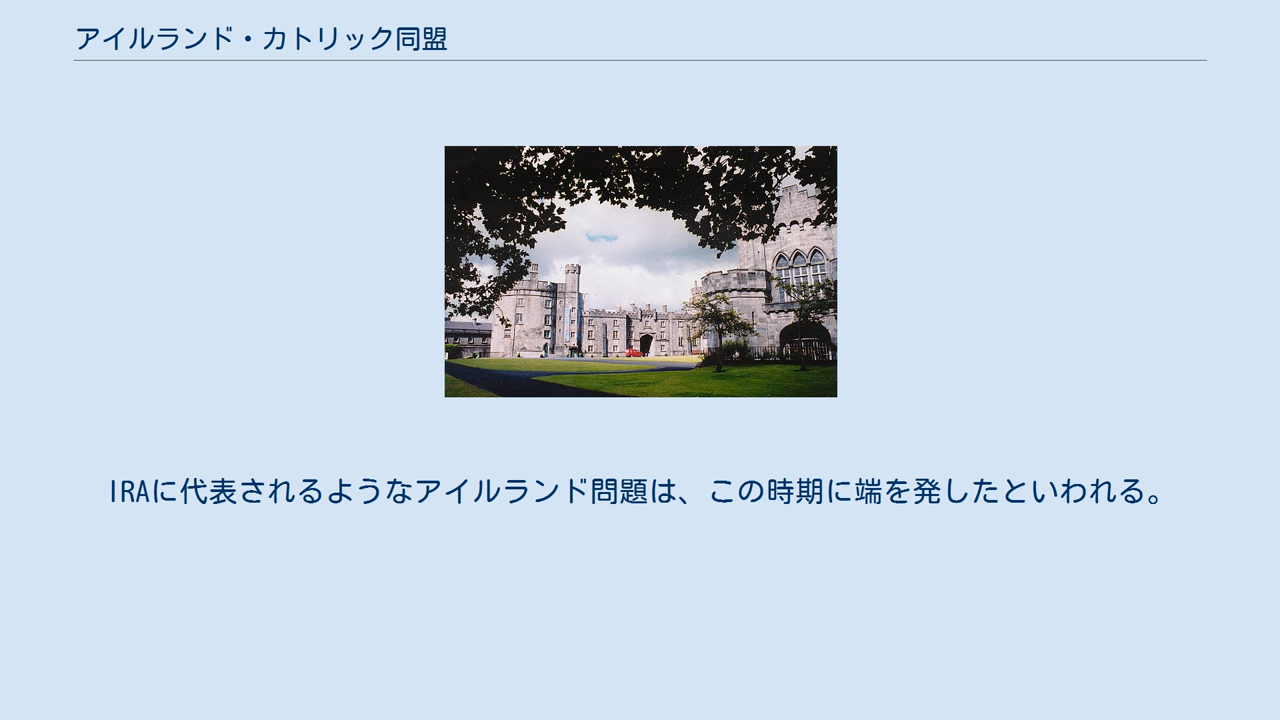 アイルランド・カトリック同盟
IRAに代表されるようなアイルランド問題は、この時期に端を発したといわれる。